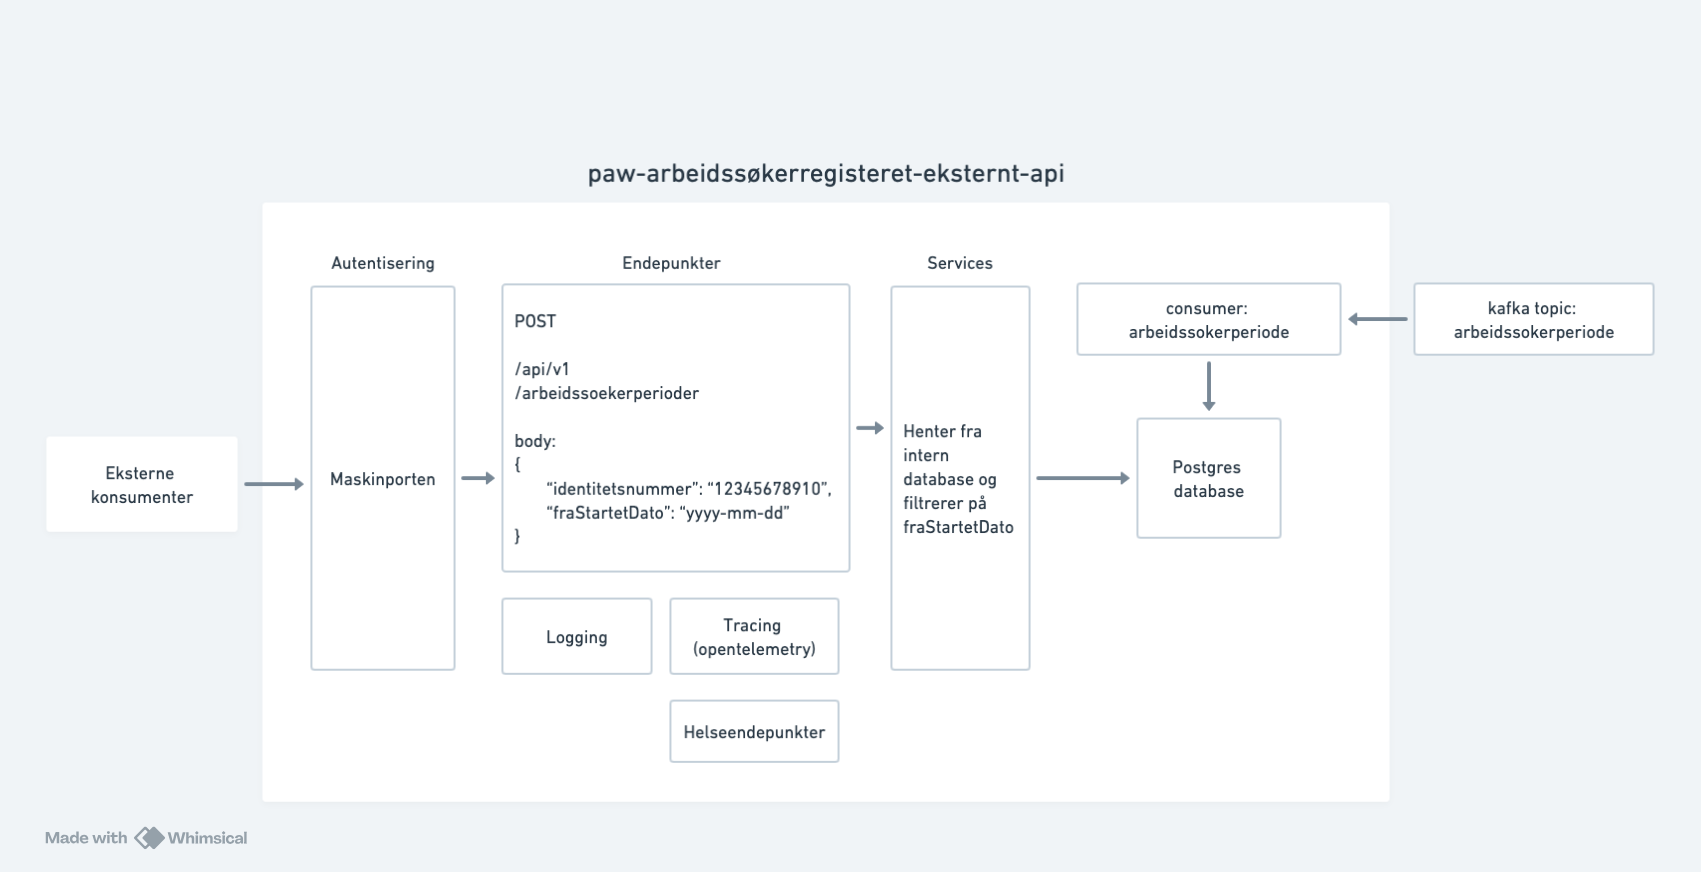 paw-arbeidssøkerregisteret-eksternt-api
Autentisering
Endepunkter
Services
Eksterne
konsumenter
Maskinporten
POST
/api/v1
/arbeidssoekerperioder
body:
{
“identitetsnummer”: “12345678910”,
“fraStartetDato”: “yyyy-mm-dd”
}
Logging
Tracing
(opentelemetry)
Helseendepunkter
Henter fra
intern
database og
filtrerer på
fraStartetDato
consumer:
arbeidssokerperiode
kafka topic:
arbeidssokerperiode
Postgres
database
Made with Whimsical